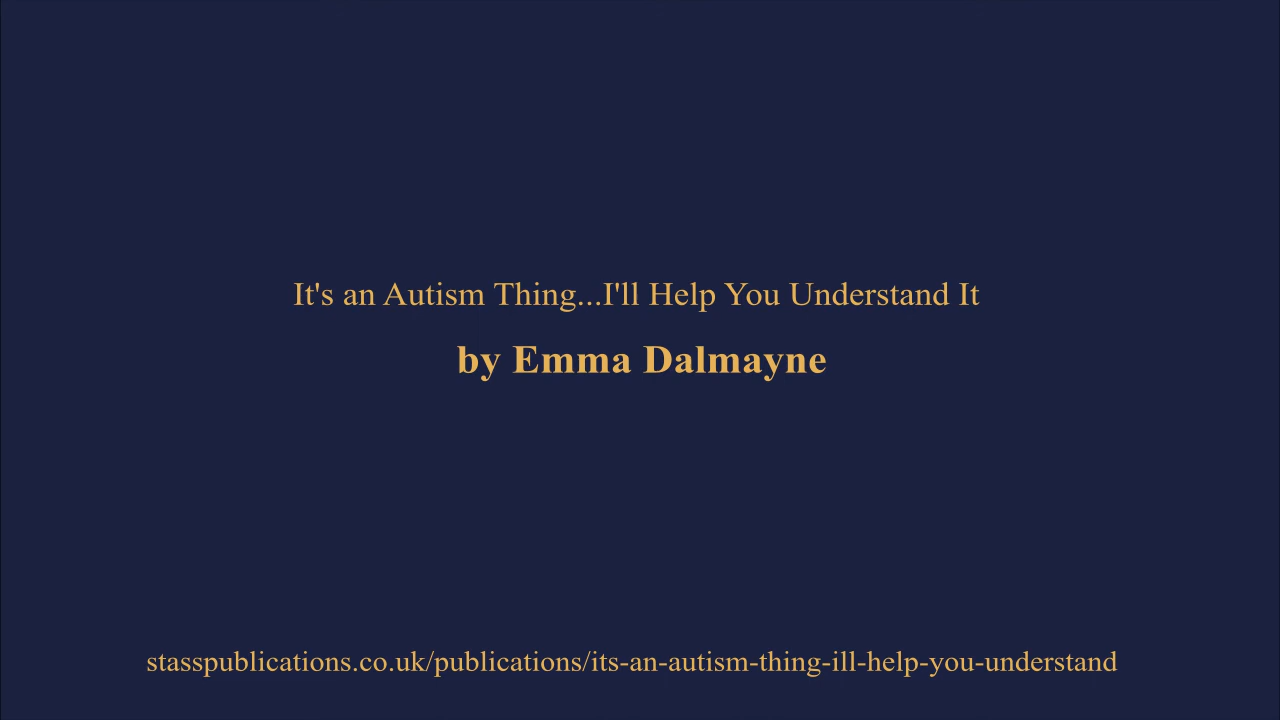 It's an Autism Thing...I'll Help You Understand It
by Emma Dalmayne
stasspublications.co.uk/publications/its-an-autism-thing-ill-help-you-understand